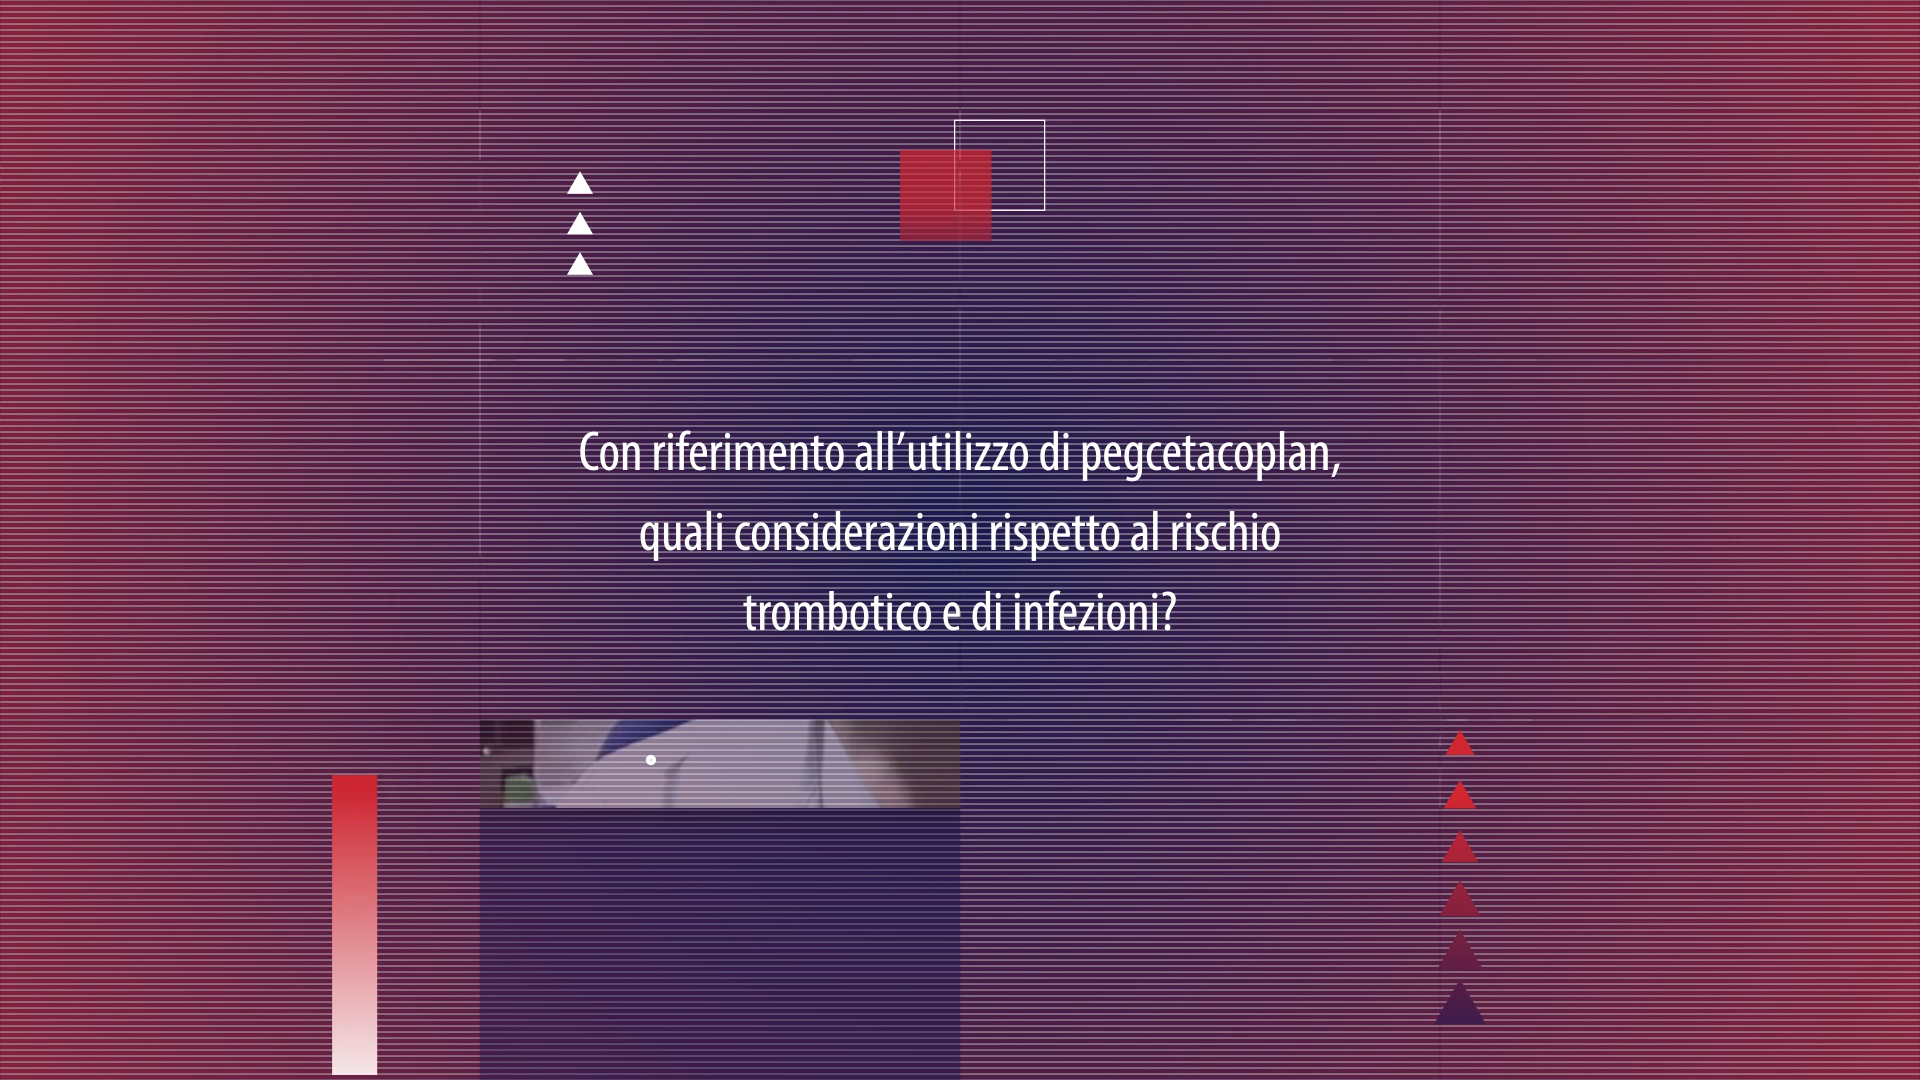 Con riferimento all’utilizzo di pegcetacoplan,
quali considerazioni rispetto al rischio
trombotico e di infezioni?